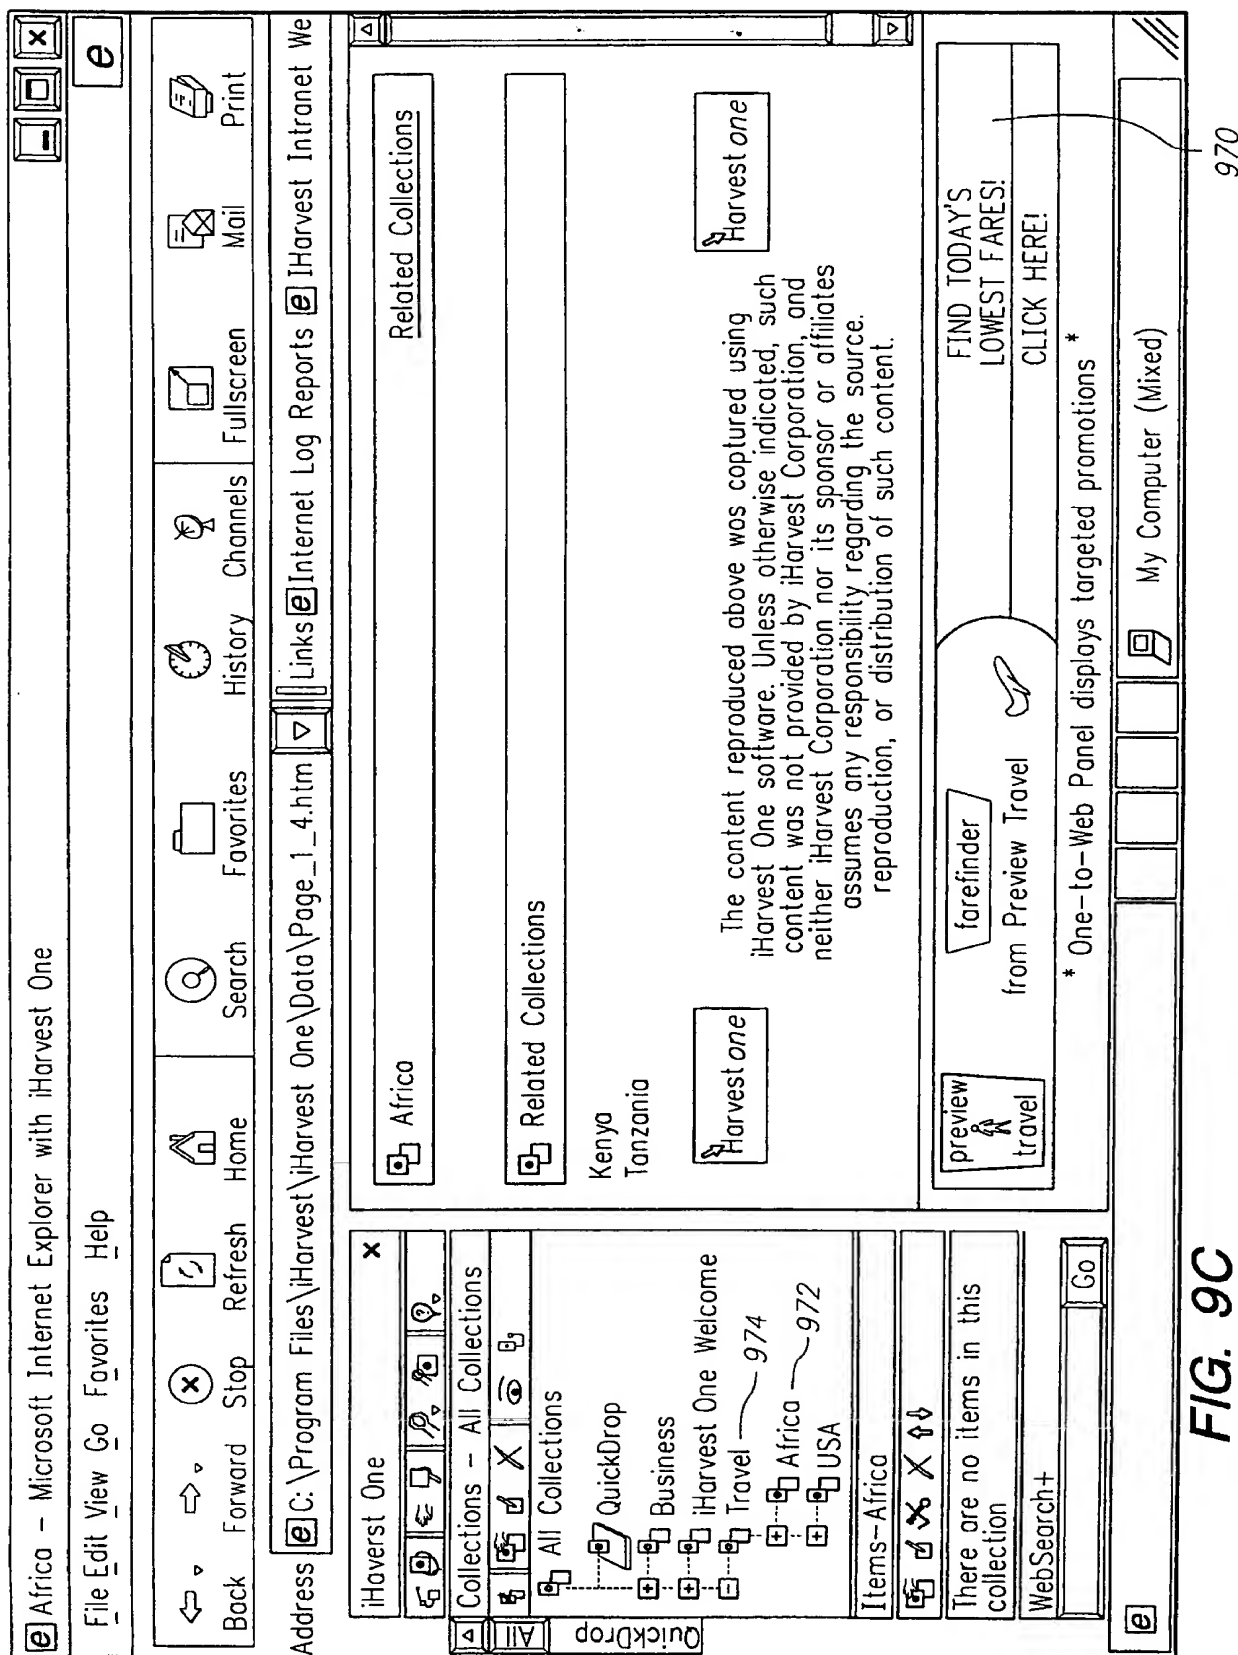 Africa - Microsoft Internet Explorer with iHarvest One
File Edit View Go Favorites Help
Back Forward Stop Refresh Home Search Favorites History Channels Fullscreen Mail Print
Address C:\Program Files\iHarvest\iHarvest One\Data\Page_1_4.htm Links Internet Log Reports IHarvest Intranet We
iHaverst One
Collections - All Collections
All
QuickDrop
All Collections
QuickDrop
Business
iHarvest One Welcome
Travel 974
Africa 972
USA
Items-Africa
There are no items in this
collection
WebSearch+
Go
Africa Related Collections
Related Collections
Kenya
Tanzania
Harvest one
The content reproduced above was captured using
iHarvest One software. Unless otherwise indicated, such
content was not provided by iHarvest Corporation, and
neither iHarvest Corporation nor its sponsor or affiliates
assumes any responsibility regarding the source.
reproduction, or distribution of such content.
Harvest one
preview
travel
farefinder
from Preview Travel
FIND TODAY'S
LOWEST FARES!
CLICK HERE!
* One-to-Web Panel displays targeted promotions *
My Computer (Mixed)
970
FIG. 9C